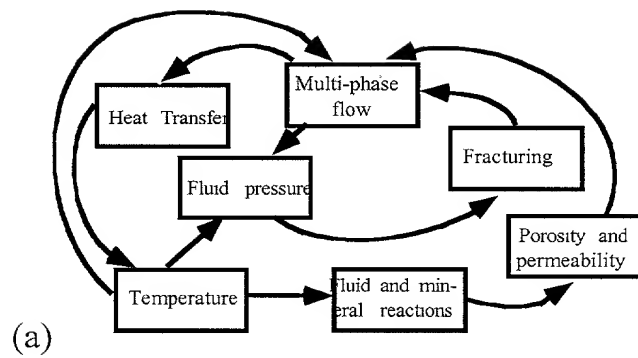 Multi-phase
flow
Heat Transfer
Fracturing
Fluid pressure
Porosity and
permeability
Temperature
Fluid and min-
eral reactions
(a)